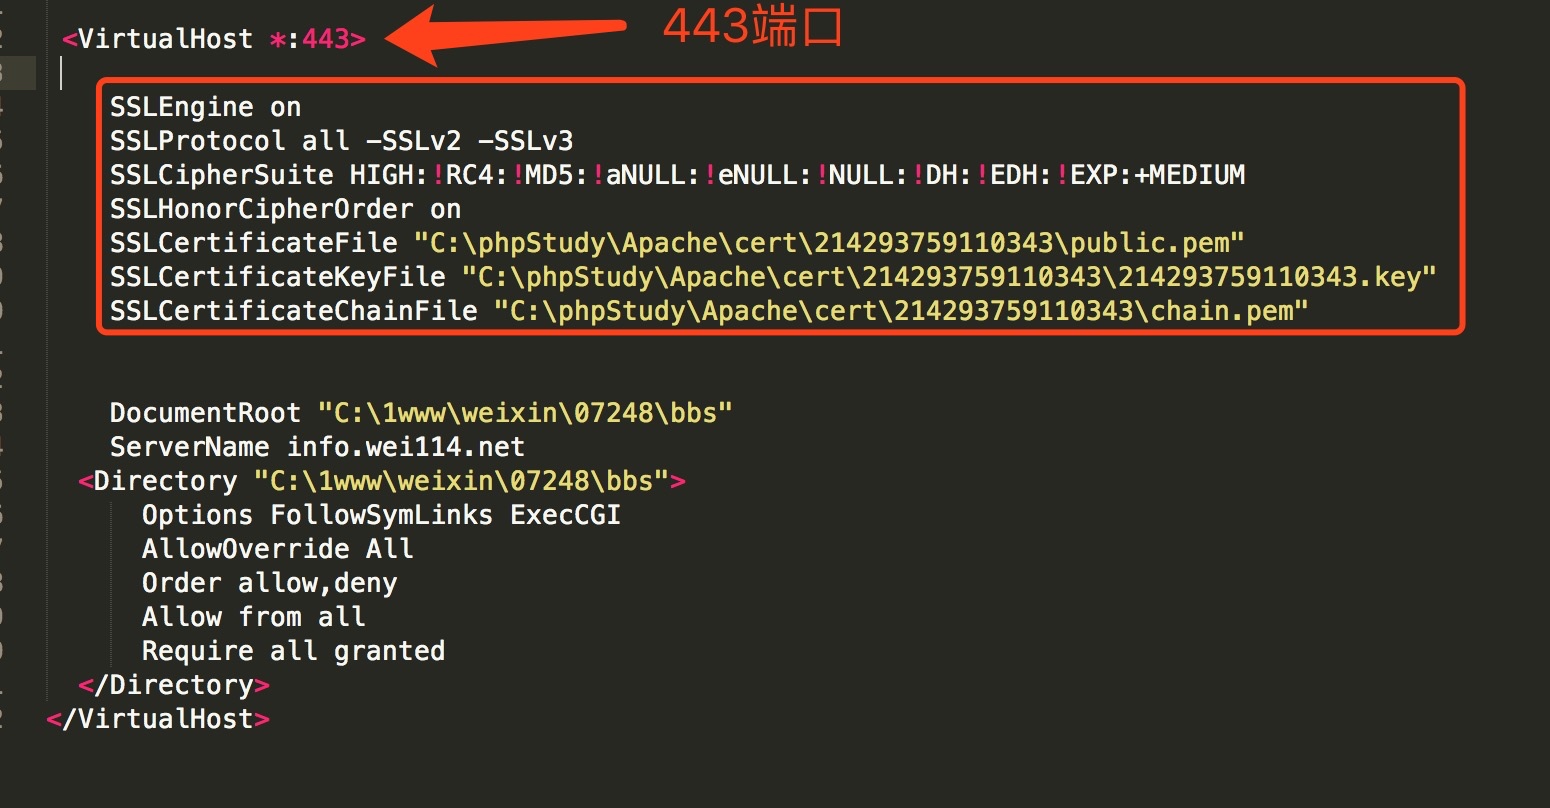 <VirtualHost *:443>
443端口
SSLEngine on
SSLProtocol all -SSLv2 -SSLv3
SSLCipherSuite HIGH:!RC4:!MD5:!aNULL:!eNULL:!NULL:!DH:!EDH:!EXP:+MEDIUM
SSLHonorCipherOrder on
SSLCertificateFile "C:\phpStudy\Apache\cert\214293759110343\public.pem"
SSLCertificateKeyFile "C:\phpStudy\Apache\cert\214293759110343\214293759110343.key"
SSLCertificateChainFile "C:\phpStudy\Apache\cert\214293759110343\chain.pem"
DocumentRoot "C:\1www\weixin\07248\bbs"
ServerName info.wei114.net
<Directory "C:\1www\weixin\07248\bbs">
Options FollowSymLinks ExecCGI
AllowOverride All
Order allow,deny
Allow from all
Require all granted
</Directory>
</VirtualHost>